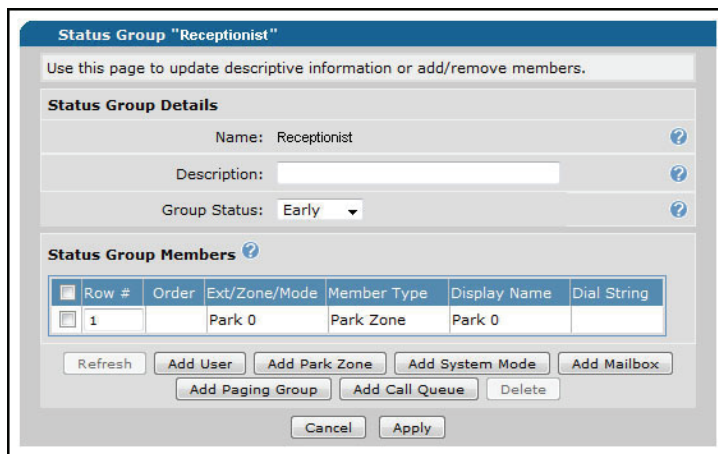 Status Group "Receptionist"
Use this page to update descriptive information or add/remove members.
Status Group Details
Name: Receptionist
Description:
Group Status: Early
Status Group Members
Row # Order Ext/Zone/Mode Member Type Display Name Dial String
1 Park 0 Park Zone Park 0
Refresh Add User Add Park Zone Add System Mode Add Mailbox
Add Paging Group Add Call Queue Delete
Cancel Apply